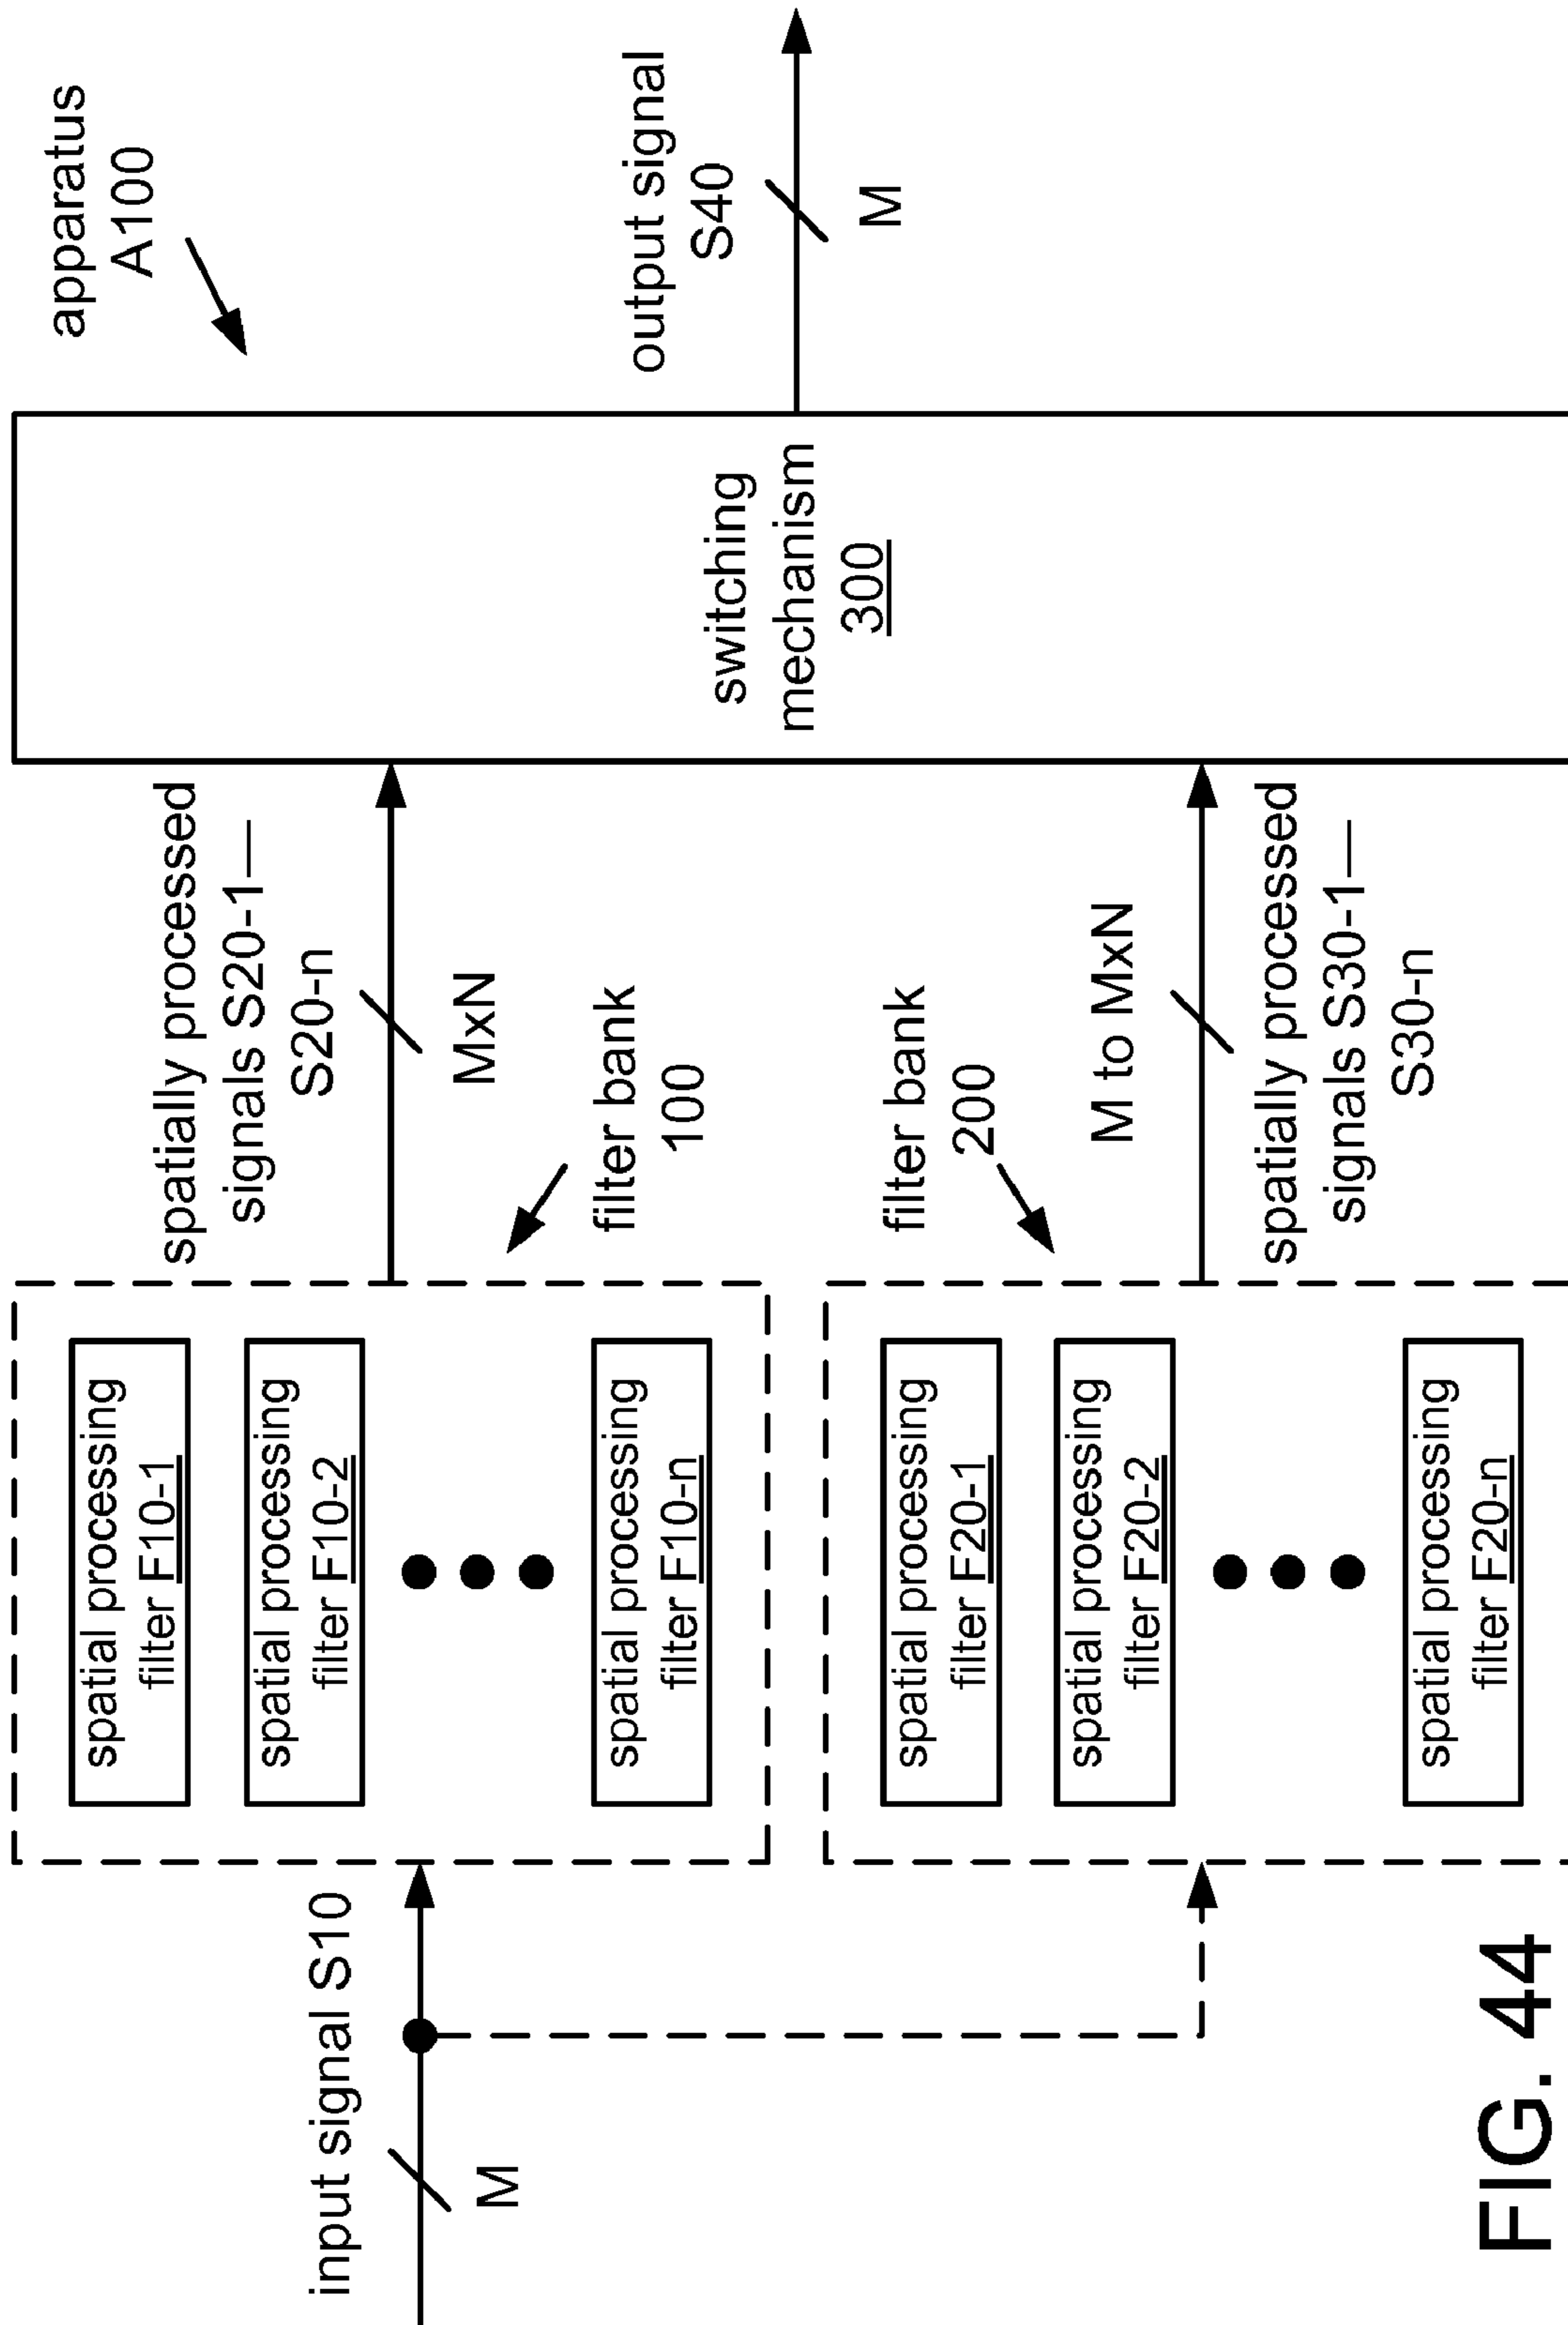 apparatus
A100
input signal S10
M
spatial processing
filter F10-1
spatial processing
filter F10-2
spatial processing
filter F10-n
filter bank
100
spatially processed
signals S20-1—
S20-n
MxN
spatial processing
filter F20-1
spatial processing
filter F20-2
spatial processing
filter F20-n
filter bank
200
M to MxN
spatially processed
signals S30-1—
S30-n
switching
mechanism
300
output signal
S40
M
FIG. 44